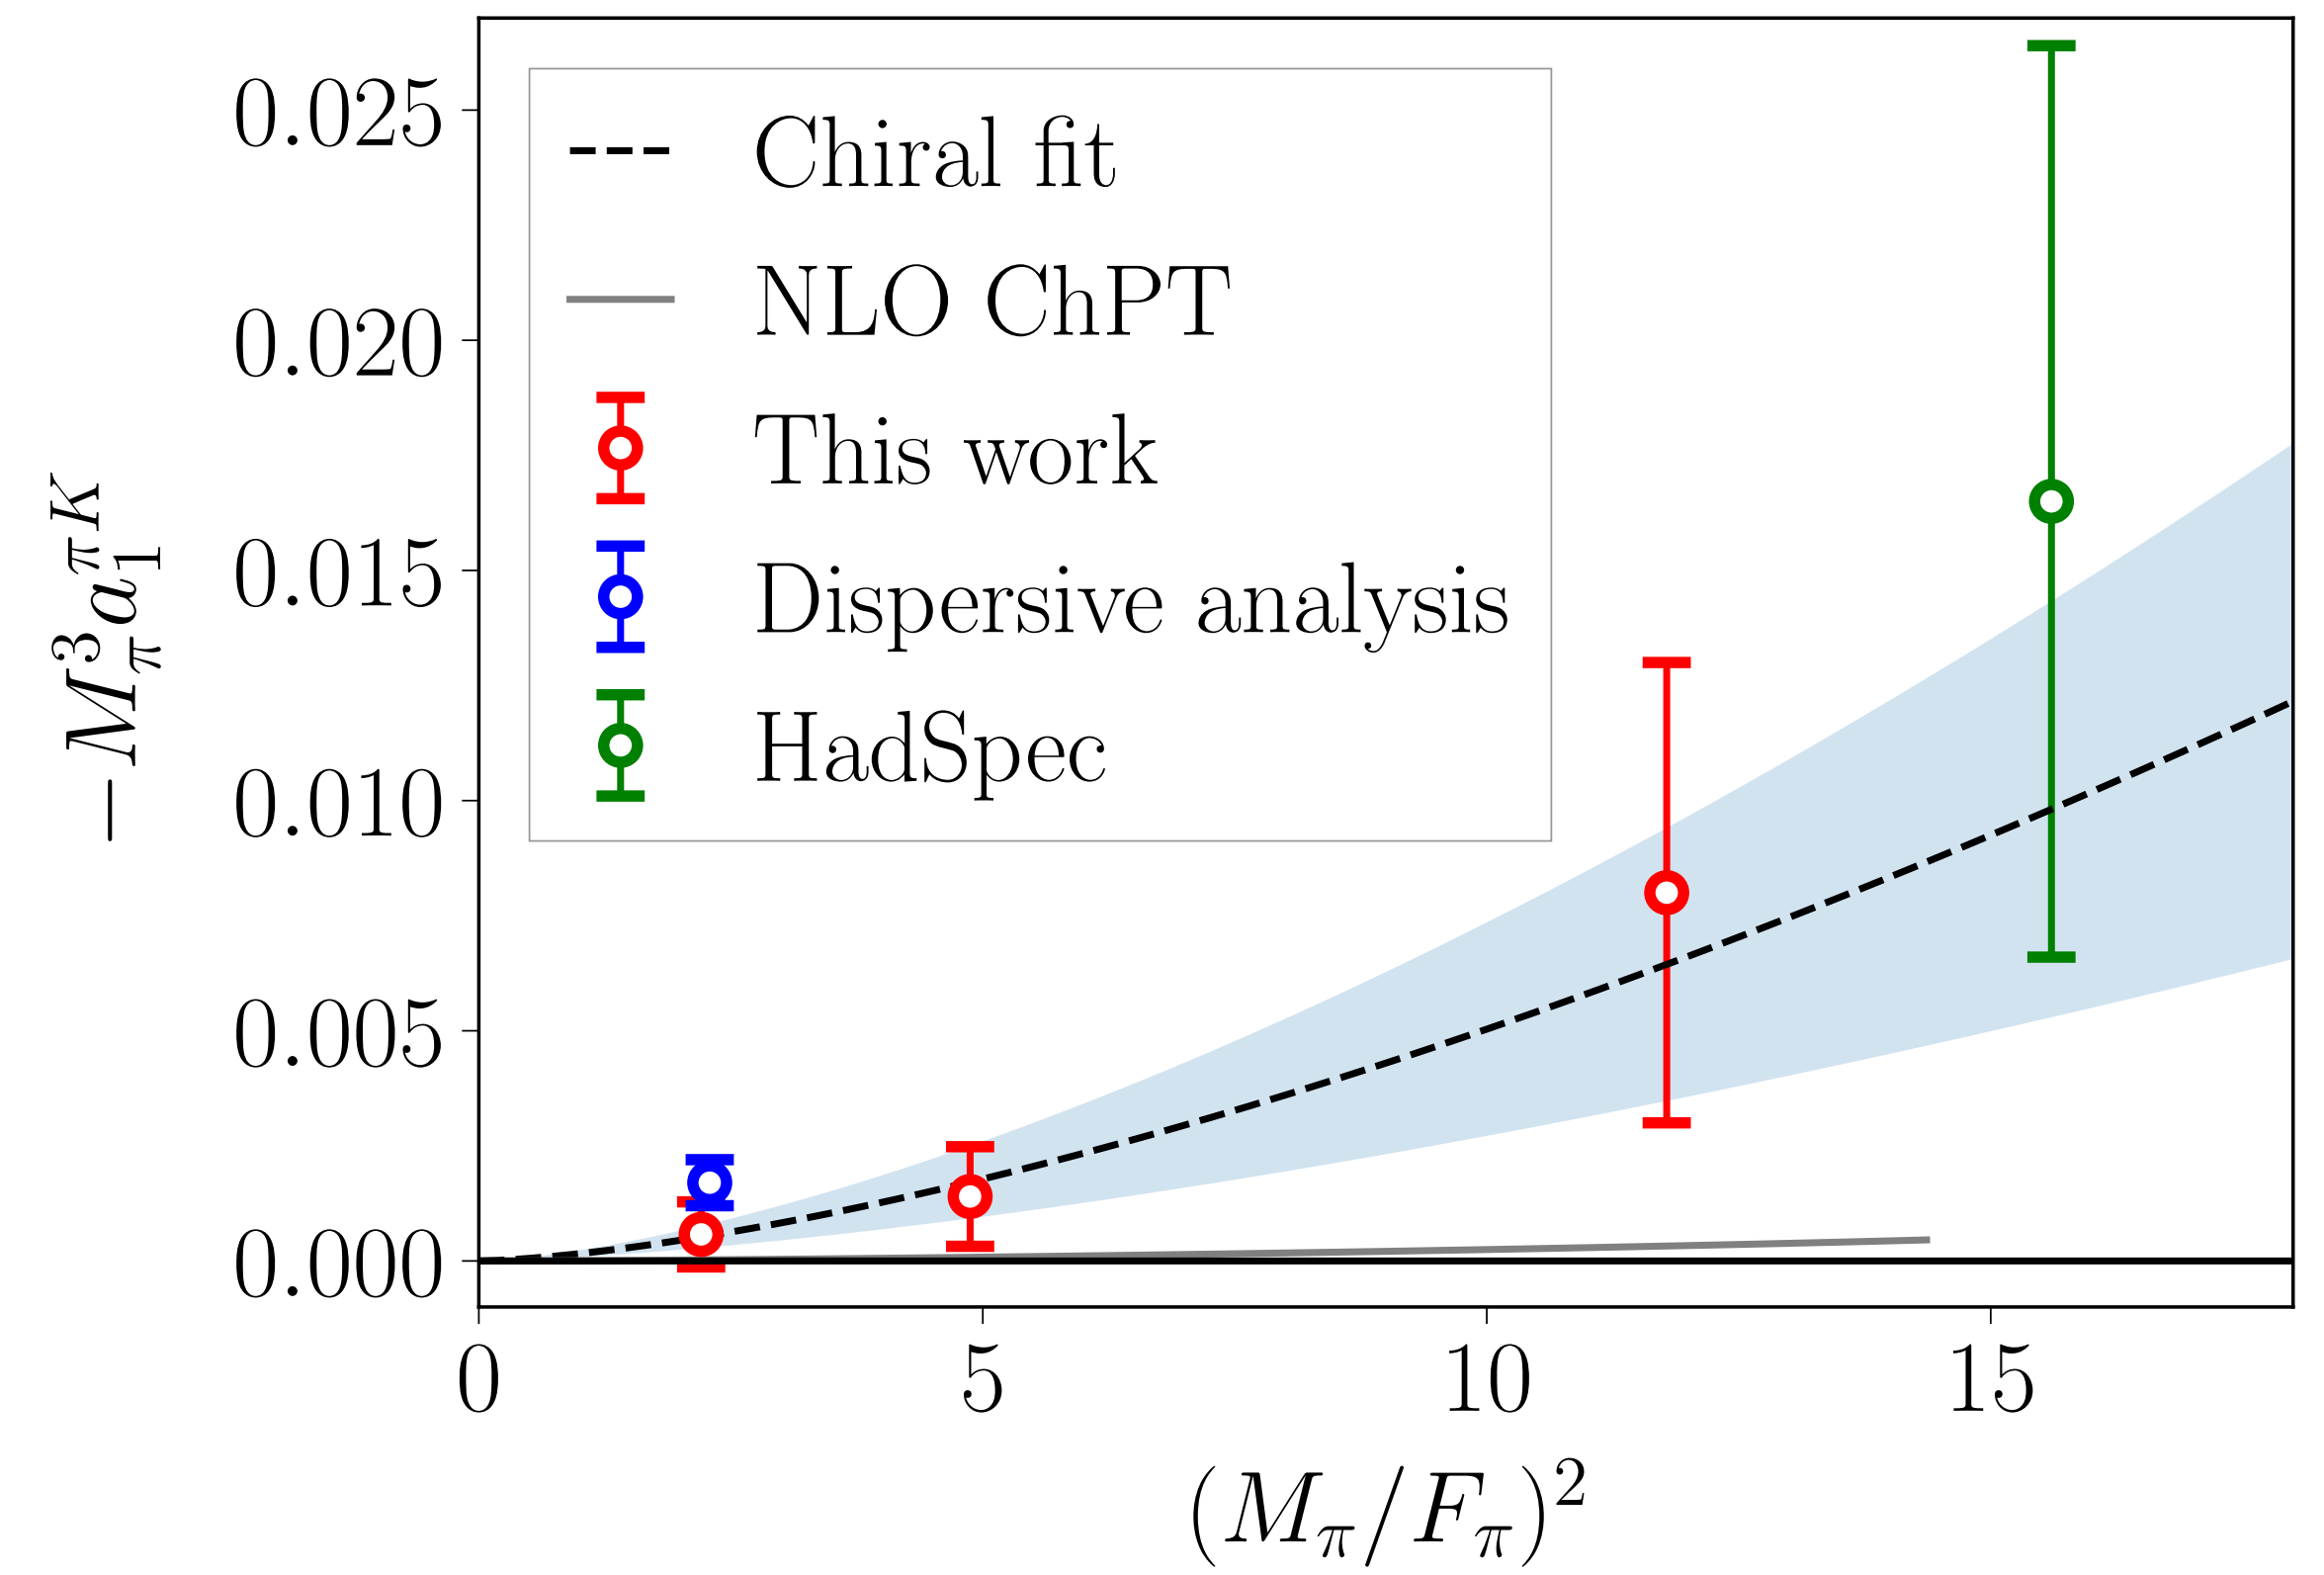 0.025
0.020
0.015
0.010
0.005
0.000
−M_π^3 a_1^{πK}
Chiral fit
NLO ChPT
This work
Dispersive analysis
HadSpec
0 5 10 15
(M_π/F_π)^2